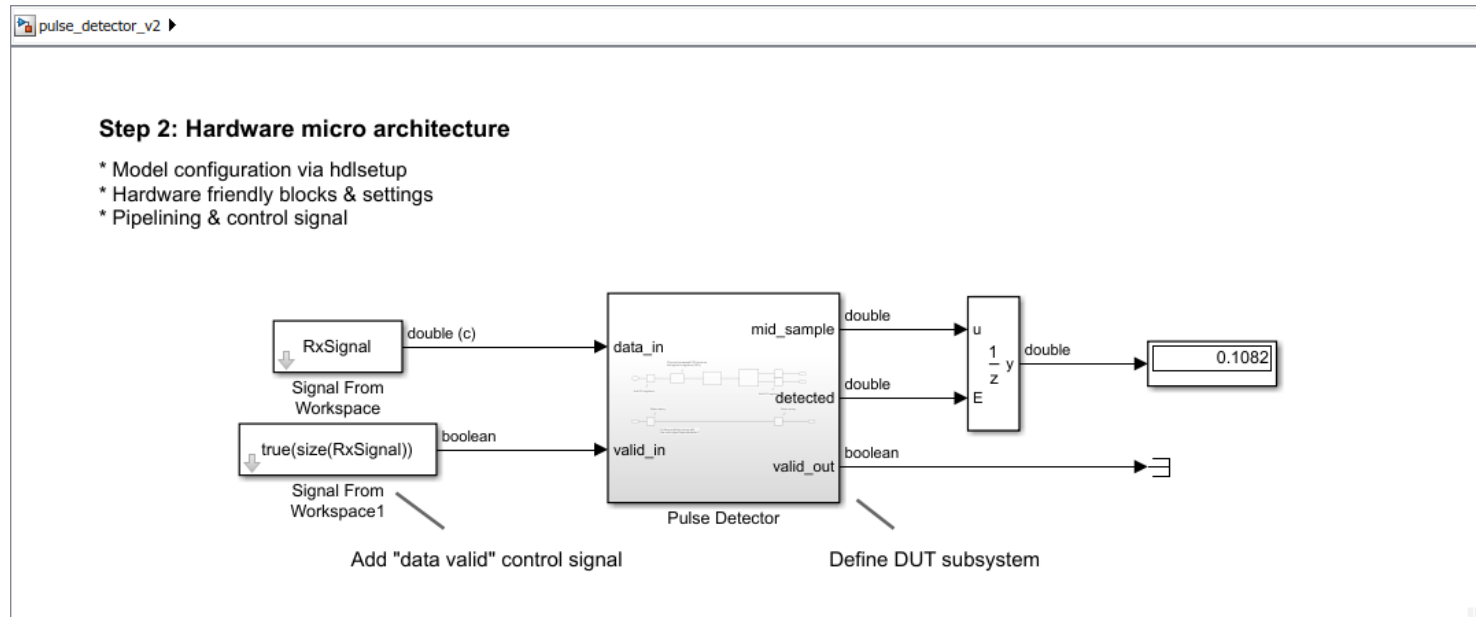 pulse_detector_v2
Step 2: Hardware micro architecture
* Model configuration via hdlsetup
* Hardware friendly blocks & settings
* Pipelining & control signal
RxSignal
double (c)
Signal From
Workspace
true(size(RxSignal))
boolean
Signal From
Workspace1
data_in
valid_in
mid_sample
detected
valid_out
Pulse Detector
double
double
boolean
u
1
z
y
E
double
0.1082
Add "data valid" control signal
Define DUT subsystem